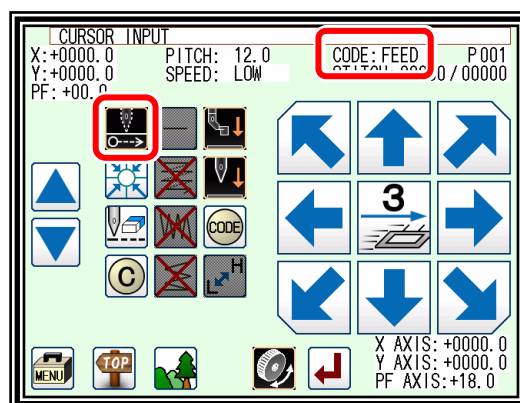 CURSOR INPUT
X:+0000.0 PITCH: 12.0 CODE:FEED P001
Y:+0000.0 SPEED: LOW 0/00000
PF:+00.0
3
CODE
C
H
L
X AXIS:+0000.0
Y AXIS:+0000.0
PF AXIS:+18.0
MENU
TOP